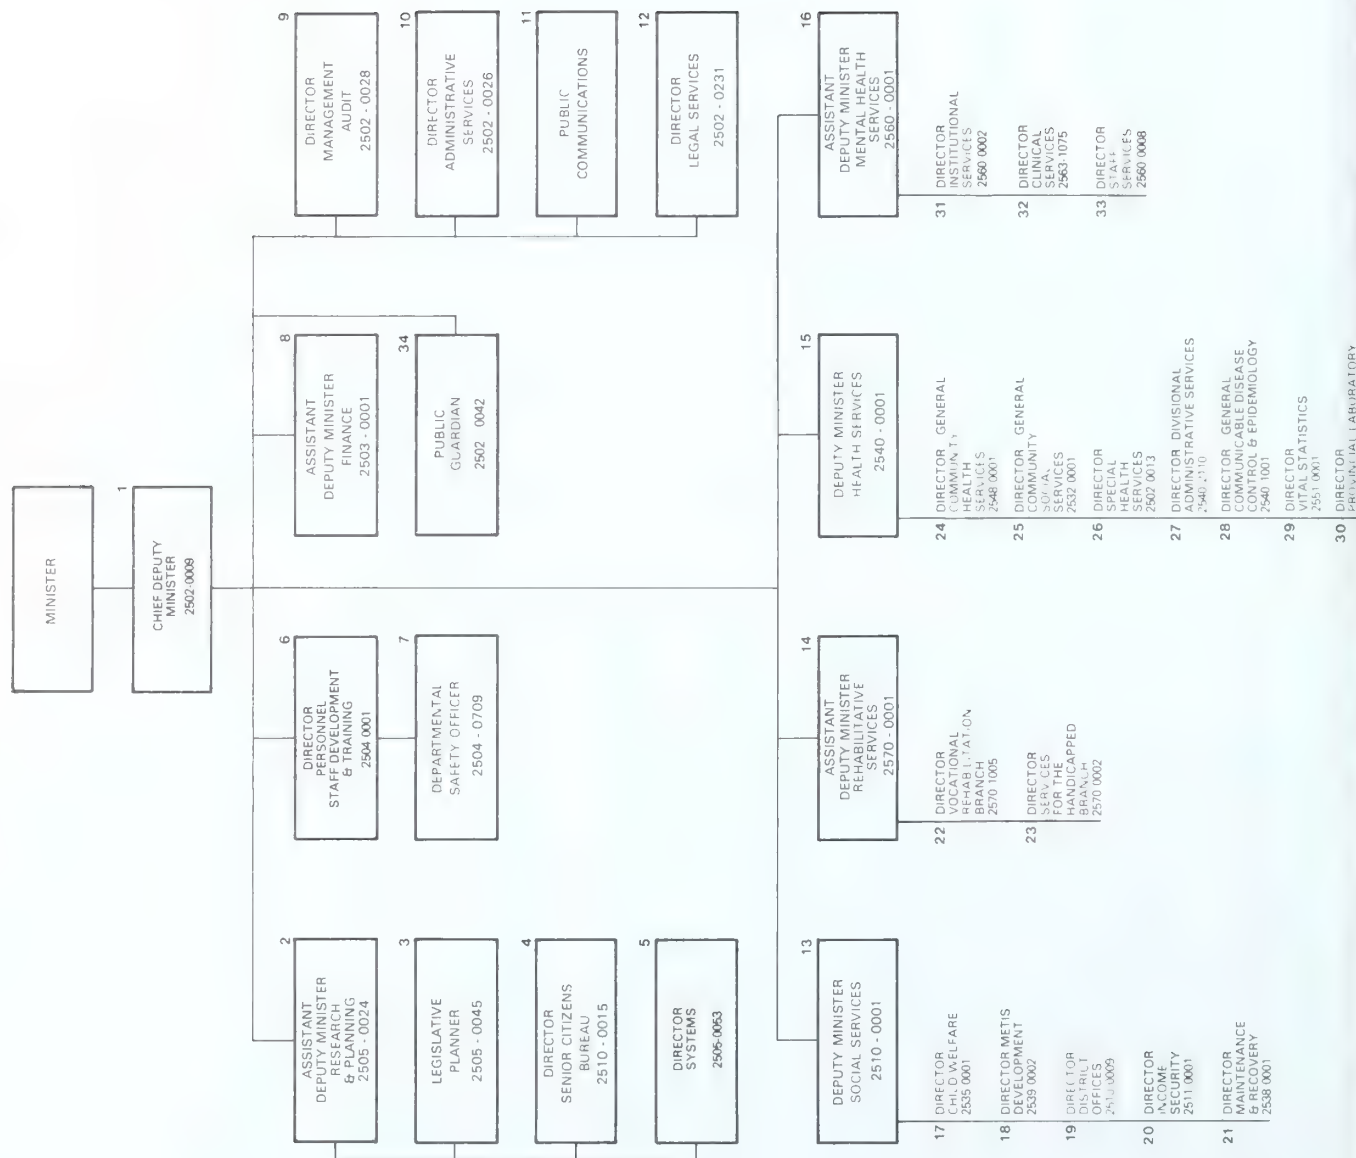 MINISTER
1
CHIEF DEPUTY
MINISTER
2502-0009
2
ASSISTANT
DEPUTY MINISTER
RESEARCH
& PLANNING
2505 - 0024
3
LEGISLATIVE
PLANNER
2505 - 0045
4
DIRECTOR
SENIOR CITIZENS
BUREAU
2510 - 0015
5
DIRECTOR
SYSTEMS
2505-0053
6
DIRECTOR
PERSONNEL
STAFF DEVELOPMENT
& TRAINING
2504 0001
7
DEPARTMENTAL
SAFETY OFFICER
2504 - 0709
8
ASSISTANT
DEPUTY MINISTER
FINANCE
2503 - 0001
34
PUBLIC
GUARDIAN
2502 0042
9
DIRECTOR
MANAGEMENT
AUDIT
2502 - 0028
10
DIRECTOR
ADMINISTRATIVE
SERVICES
2502 - 0026
11
PUBLIC
COMMUNICATIONS
12
DIRECTOR
LEGAL SERVICES
2502 - 0231
13
DEPUTY MINISTER
SOCIAL SERVICES
2510 - 0001
17 DIRECTOR
CHILD WELFARE
2535 0001
18 DIRECTOR METIS
DEVELOPMENT
2539 0002
19 DIRECTOR
DISTRICT
OFFICES
20 DIRECTOR
INCOME
SECURITY
2511 0001
21 DIRECTOR
MAINTENANCE
& RECOVERY
2538 0001
14
ASSISTANT
DEPUTY MINISTER
REHABILITATIVE
SERVICES
2570 - 0001
22 DIRECTOR
VOCATIONAL
REHABILITATION
BRANCH
2570 1005
23 DIRECTOR
SERVICES
FOR THE
HANDICAPPED
BRANCH
2570 0002
15
DEPUTY MINISTER
HEALTH SERVICES
2540 - 0001
24 DIRECTOR GENERAL
COMMUNITY
HEALTH
SERVICES
2548 0001
25 DIRECTOR GENERAL
COMMUNITY
SOCIAL
SERVICES
2532 0001
26 DIRECTOR
SPECIAL
HEALTH
SERVICES
2502 0013
27 DIRECTOR DIVISIONAL
ADMINISTRATIVE SERVICES
28 DIRECTOR GENERAL
COMMUNICABLE DISEASE
CONTROL & EPIDEMIOLOGY
2540 1001
29 DIRECTOR
VITAL STATISTICS
2551 0001
30 DIRECTOR
PROVINCIAL LABORATORY
16
ASSISTANT
DEPUTY MINISTER
MENTAL HEALTH
SERVICES
2560 - 0001
31 DIRECTOR
INSTITUTIONAL
SERVICES
2560 0002
32 DIRECTOR
CLINICAL
SERVICES
2563-1075
33 DIRECTOR
STAFF
SERVICES
2560 0008